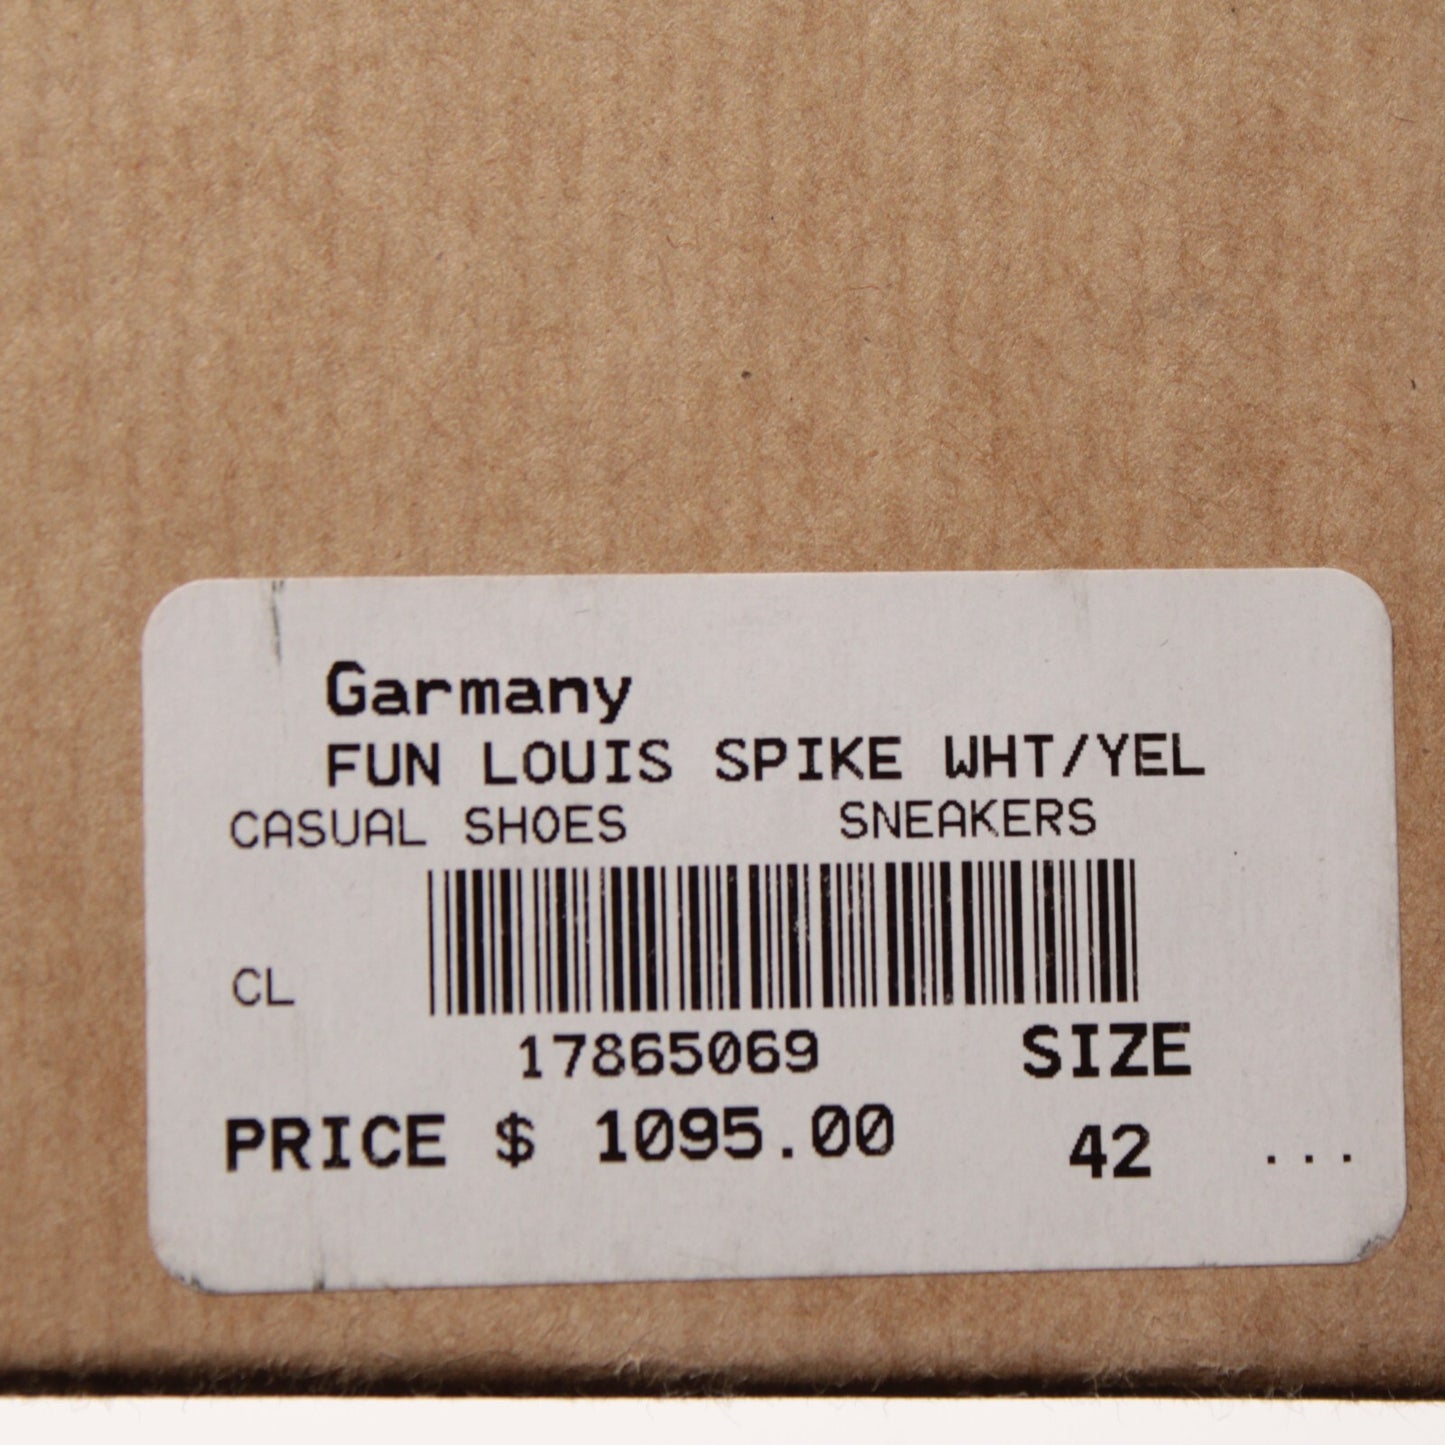 Garmany
FUN LOUIS SPIKE WHT/YEL
CASUAL SHOES SNEAKERS
CL
17865069 SIZE
PRICE $ 1095.00 42 ...